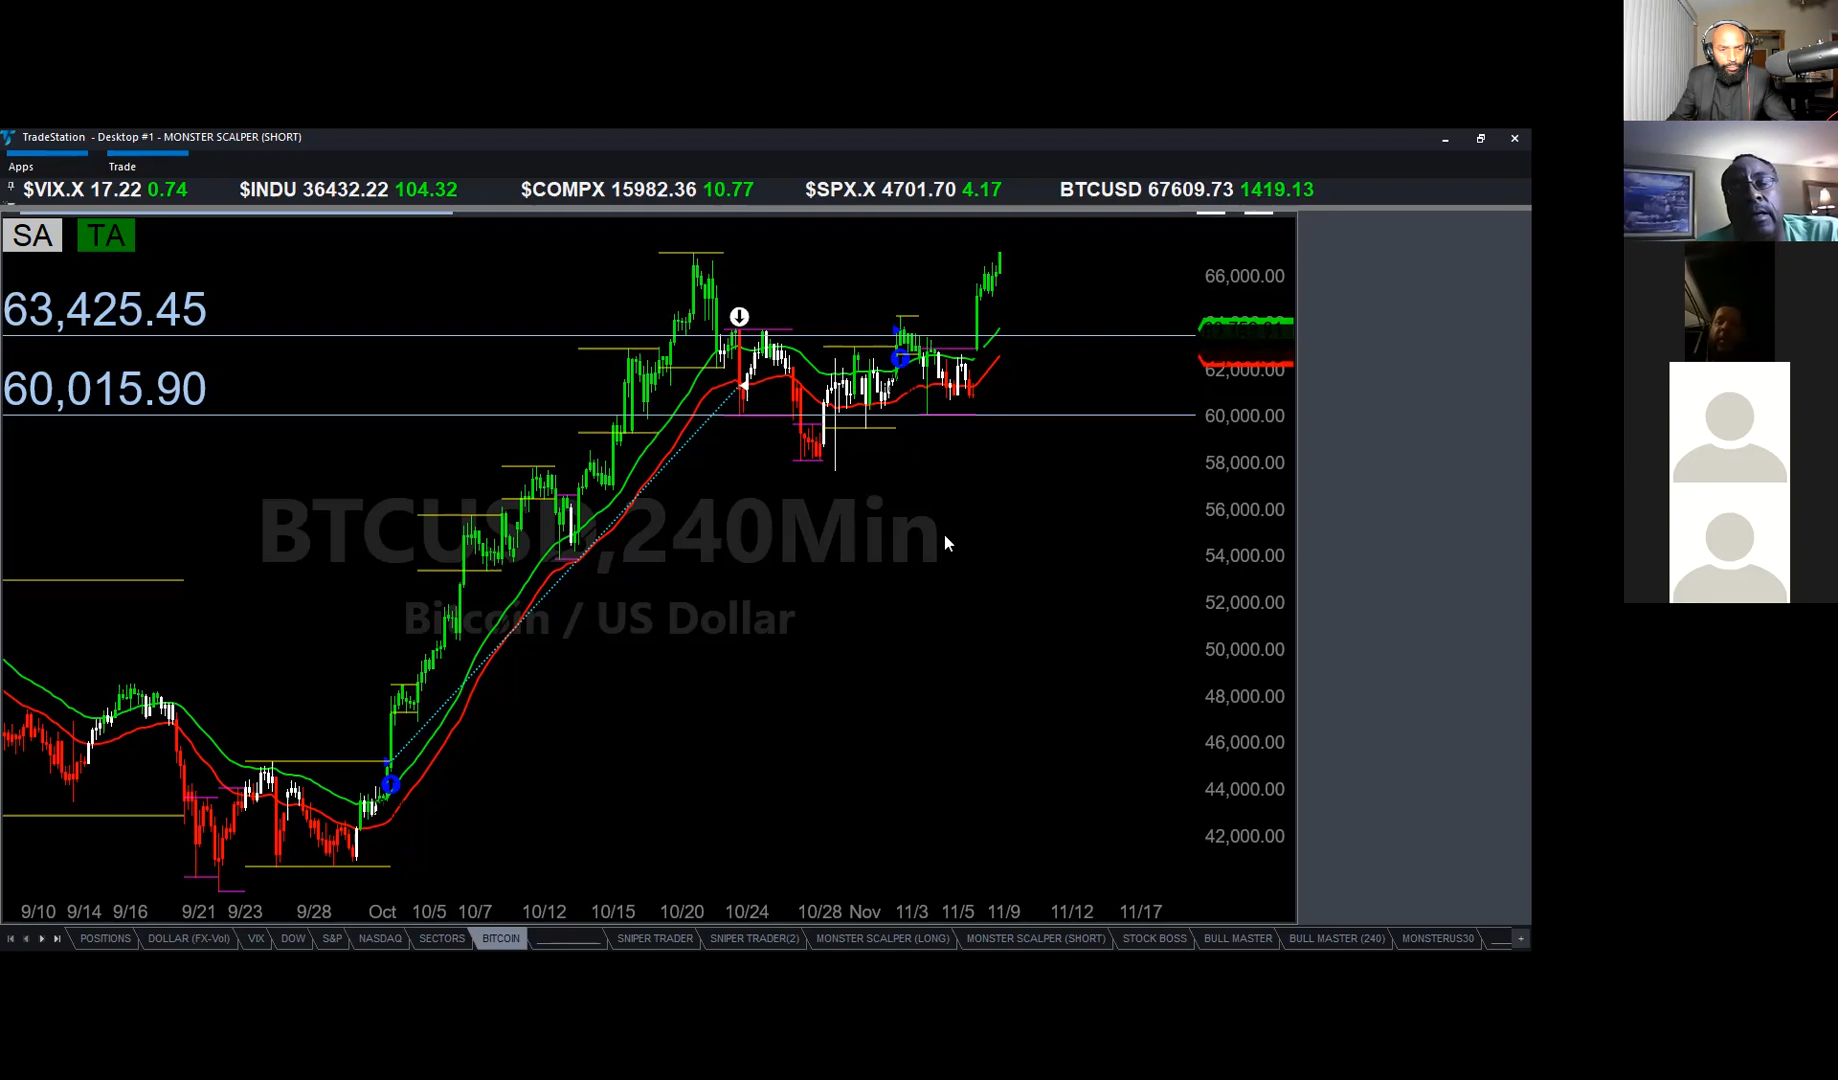 TradeStation - Desktop #1 - MONSTER SCALPER (SHORT)
Apps Trade
$VIX.X 17.22 0.74 $INDU 36432.22 104.32 $COMPX 15982.36 10.77 $SPX.X 4701.70 4.17 BTCUSD 67609.73 1419.13
SA TA
63,425.45
60,015.90
BTCUSD,240Min
Bitcoin / US Dollar
66,000.00
62,000.00
60,000.00
58,000.00
56,000.00
54,000.00
52,000.00
50,000.00
48,000.00
46,000.00
44,000.00
42,000.00
9/10 9/14 9/16 9/21 9/23 9/28 Oct 10/5 10/7 10/12 10/15 10/20 10/24 10/28 Nov 11/3 11/5 11/9 11/12 11/17
POSITIONS DOLLAR (FX-Vol) VIX DOW S&P NASDAQ SECTORS BITCOIN SNIPER TRADER SNIPER TRADER(2) MONSTER SCALPER (LONG) MONSTER SCALPER (SHORT) STOCK BOSS BULL MASTER BULL MASTER (240) MONSTERUS30